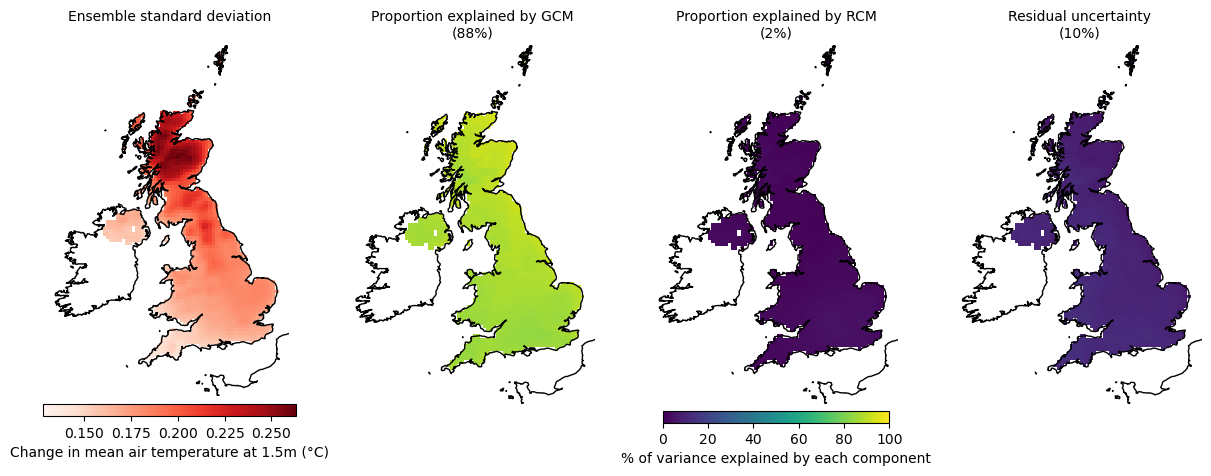 Ensemble standard deviation
Proportion explained by GCM
(88%)
Proportion explained by RCM
(2%)
Residual uncertainty
(10%)
0.150 0.175 0.200 0.225 0.250
Change in mean air temperature at 1.5m (°C)
0 20 40 60 80 100
% of variance explained by each component